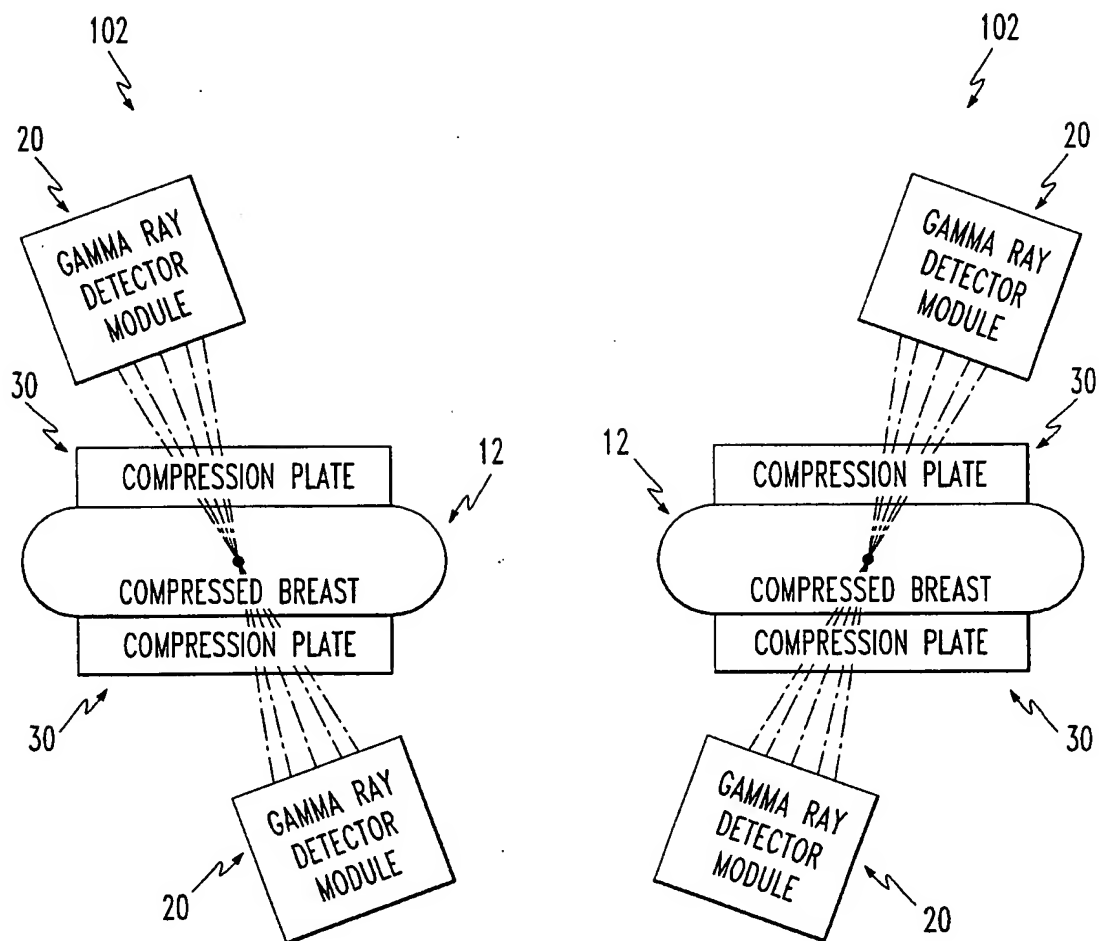 102
20
GAMMA RAY
DETECTOR
MODULE
30
COMPRESSION PLATE
12
COMPRESSED BREAST
COMPRESSION PLATE
30
GAMMA RAY
DETECTOR
MODULE
20
102
20
GAMMA RAY
DETECTOR
MODULE
30
COMPRESSION PLATE
12
COMPRESSED BREAST
COMPRESSION PLATE
30
GAMMA RAY
DETECTOR
MODULE
20